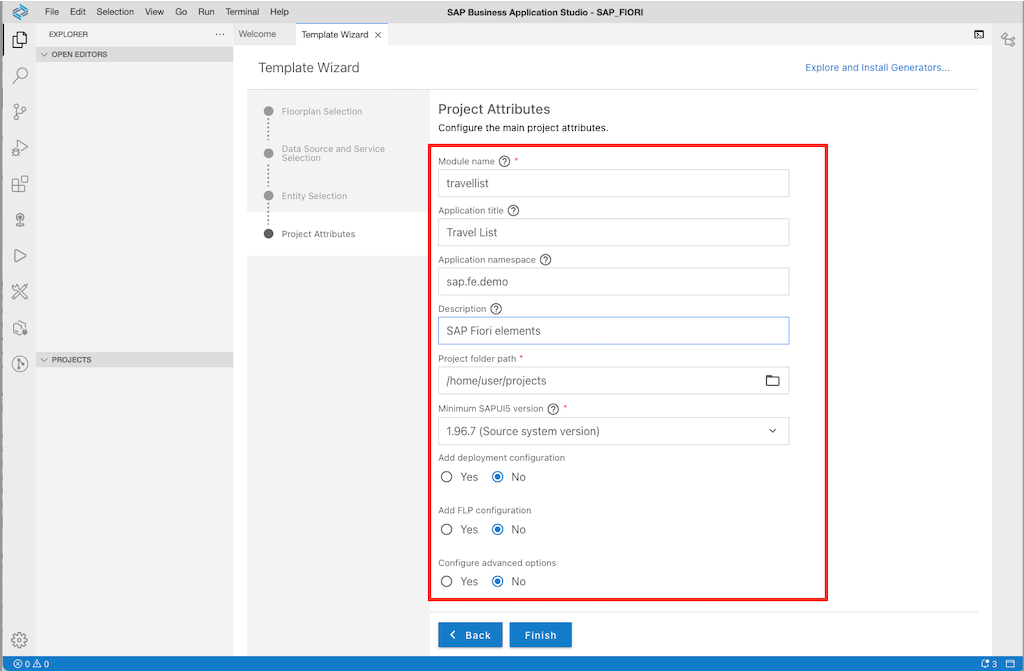 File Edit Selection View Go Run Terminal Help
SAP Business Application Studio - SAP_FIORI
EXPLORER
OPEN EDITORS
PROJECTS
Welcome
Template Wizard
Template Wizard
Explore and Install Generators...
Floorplan Selection
Data Source and Service
Selection
Entity Selection
Project Attributes
Project Attributes
Configure the main project attributes.
Module name *
travellist
Application title
Travel List
Application namespace
sap.fe.demo
Description
SAP Fiori elements
Project folder path *
/home/user/projects
Minimum SAPUI5 version *
1.96.7 (Source system version)
Add deployment configuration
Yes No
Add FLP configuration
Yes No
Configure advanced options
Yes No
Back
Finish
0 0
3